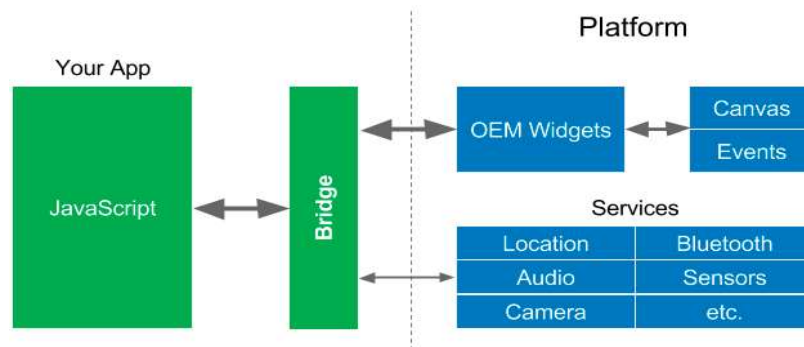 Platform
Your App
JavaScript
Bridge
OEM Widgets
Canvas
Events
Services
Location
Bluetooth
Audio
Sensors
Camera
etc.